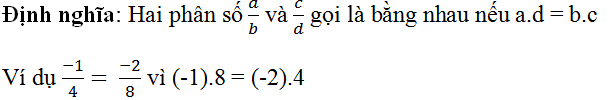 Định nghĩa: Hai phân số a/b và c/d gọi là bằng nhau nếu a.d = b.c
Ví dụ −1/4 = −2/8 vì (-1).8 = (-2).4